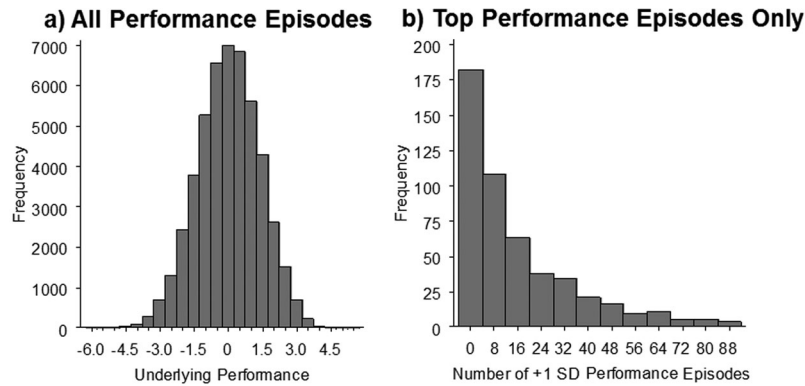 a) All Performance Episodes
7000
6000
5000
4000
3000
2000
1000
0
Frequency
-6.0 -4.5 -3.0 -1.5 0 1.5 3.0 4.5
Underlying Performance
b) Top Performance Episodes Only
200
175
150
125
100
75
50
25
0
Frequency
0 8 16 24 32 40 48 56 64 72 80 88
Number of +1 SD Performance Episodes